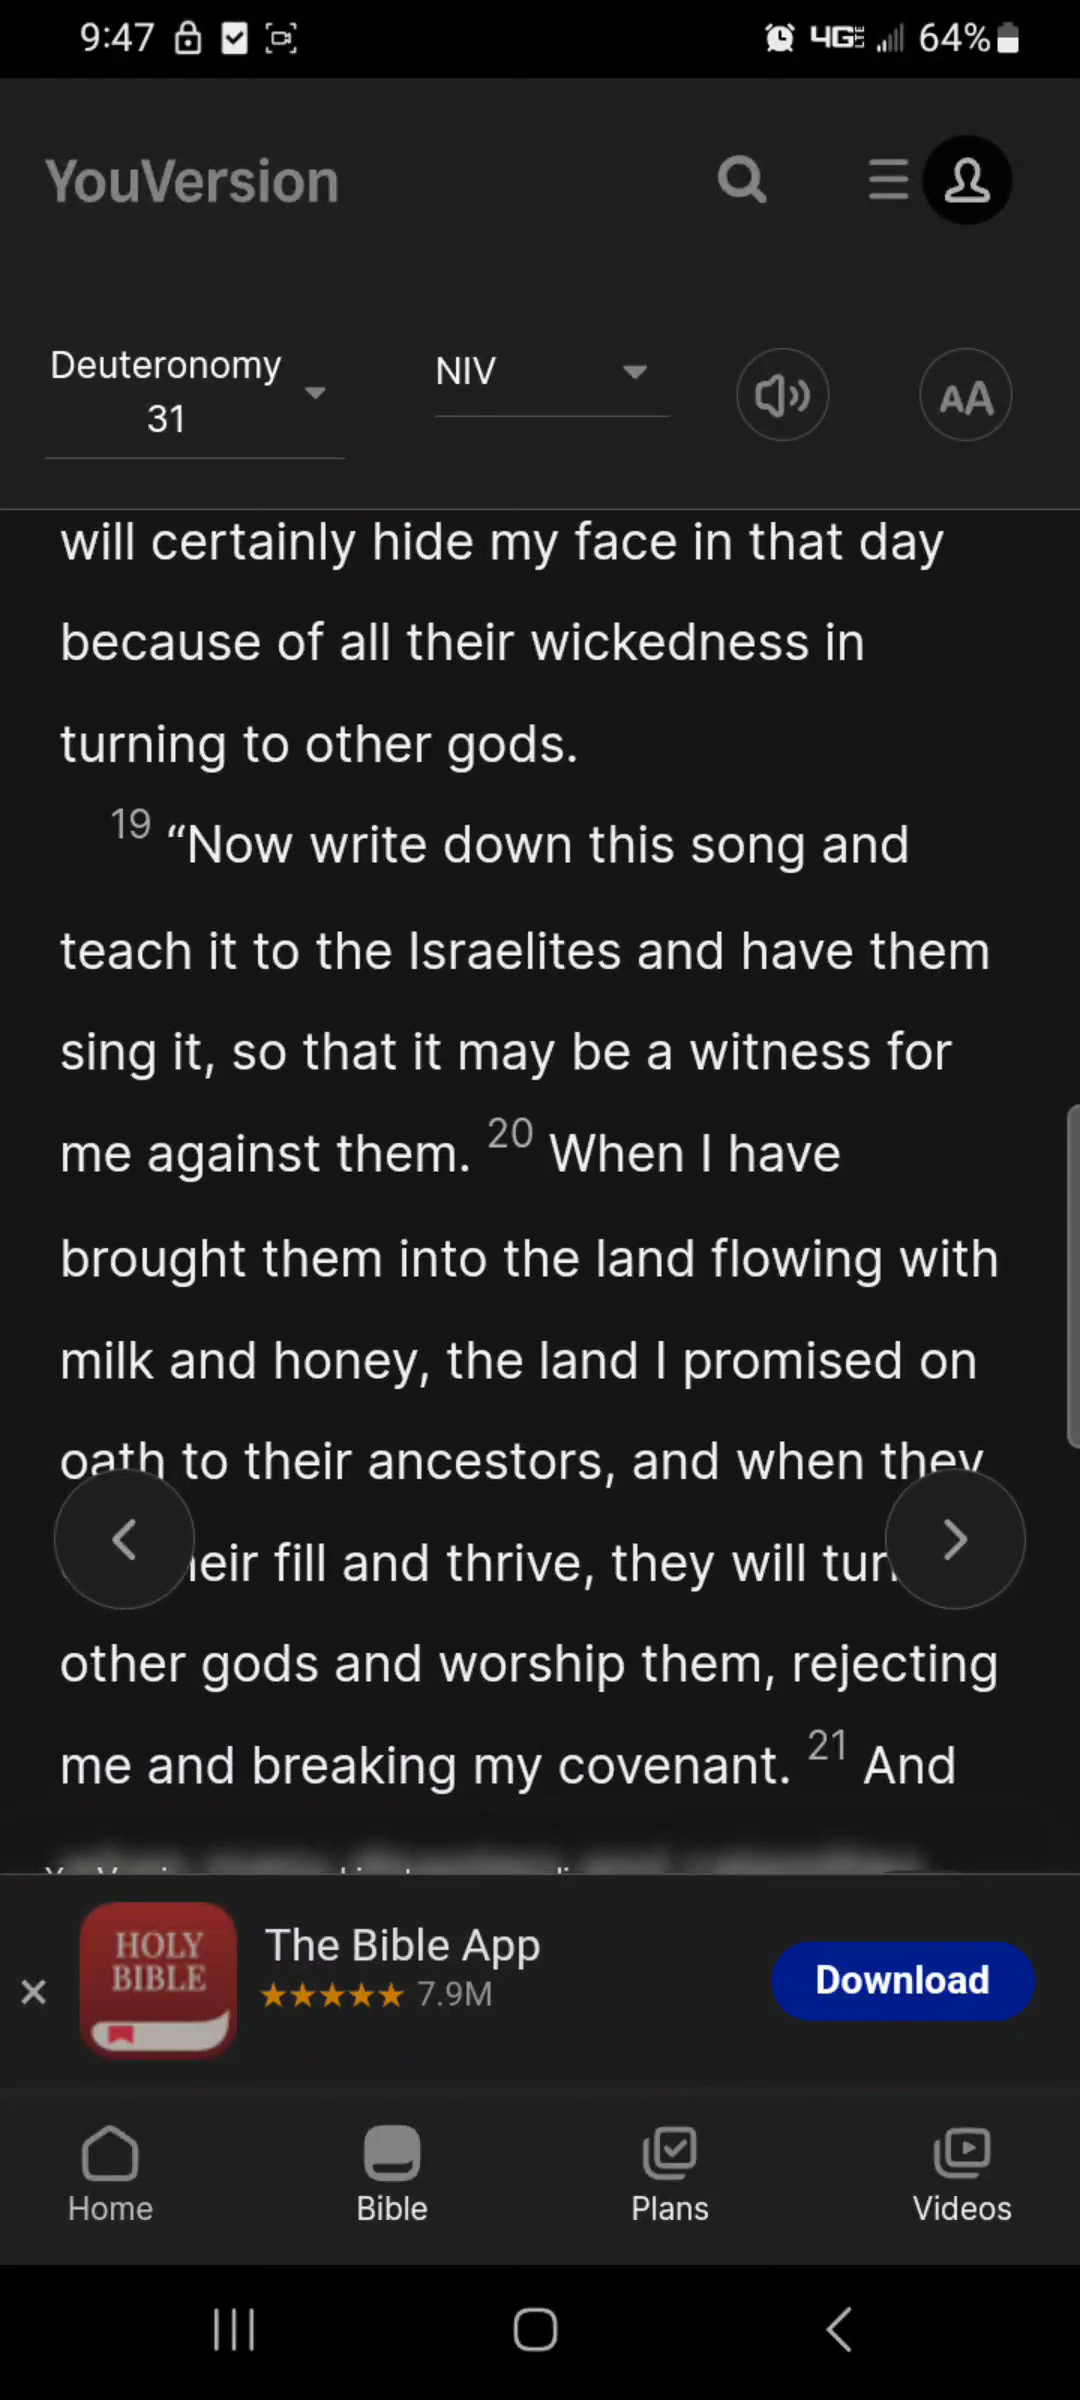 9:47 4G LTE 64%
YouVersion
Deuteronomy
31
NIV
AA
will certainly hide my face in that day
because of all their wickedness in
turning to other gods.
19 “Now write down this song and
teach it to the Israelites and have them
sing it, so that it may be a witness for
me against them. 20 When I have
brought them into the land flowing with
milk and honey, the land I promised on
oath to their ancestors, and when they
fill and thrive, they will
other gods and worship them, rejecting
me and breaking my covenant. 21 And
HOLY
BIBLE
The Bible App
7.9M
Download
Home
Bible
Plans
Videos